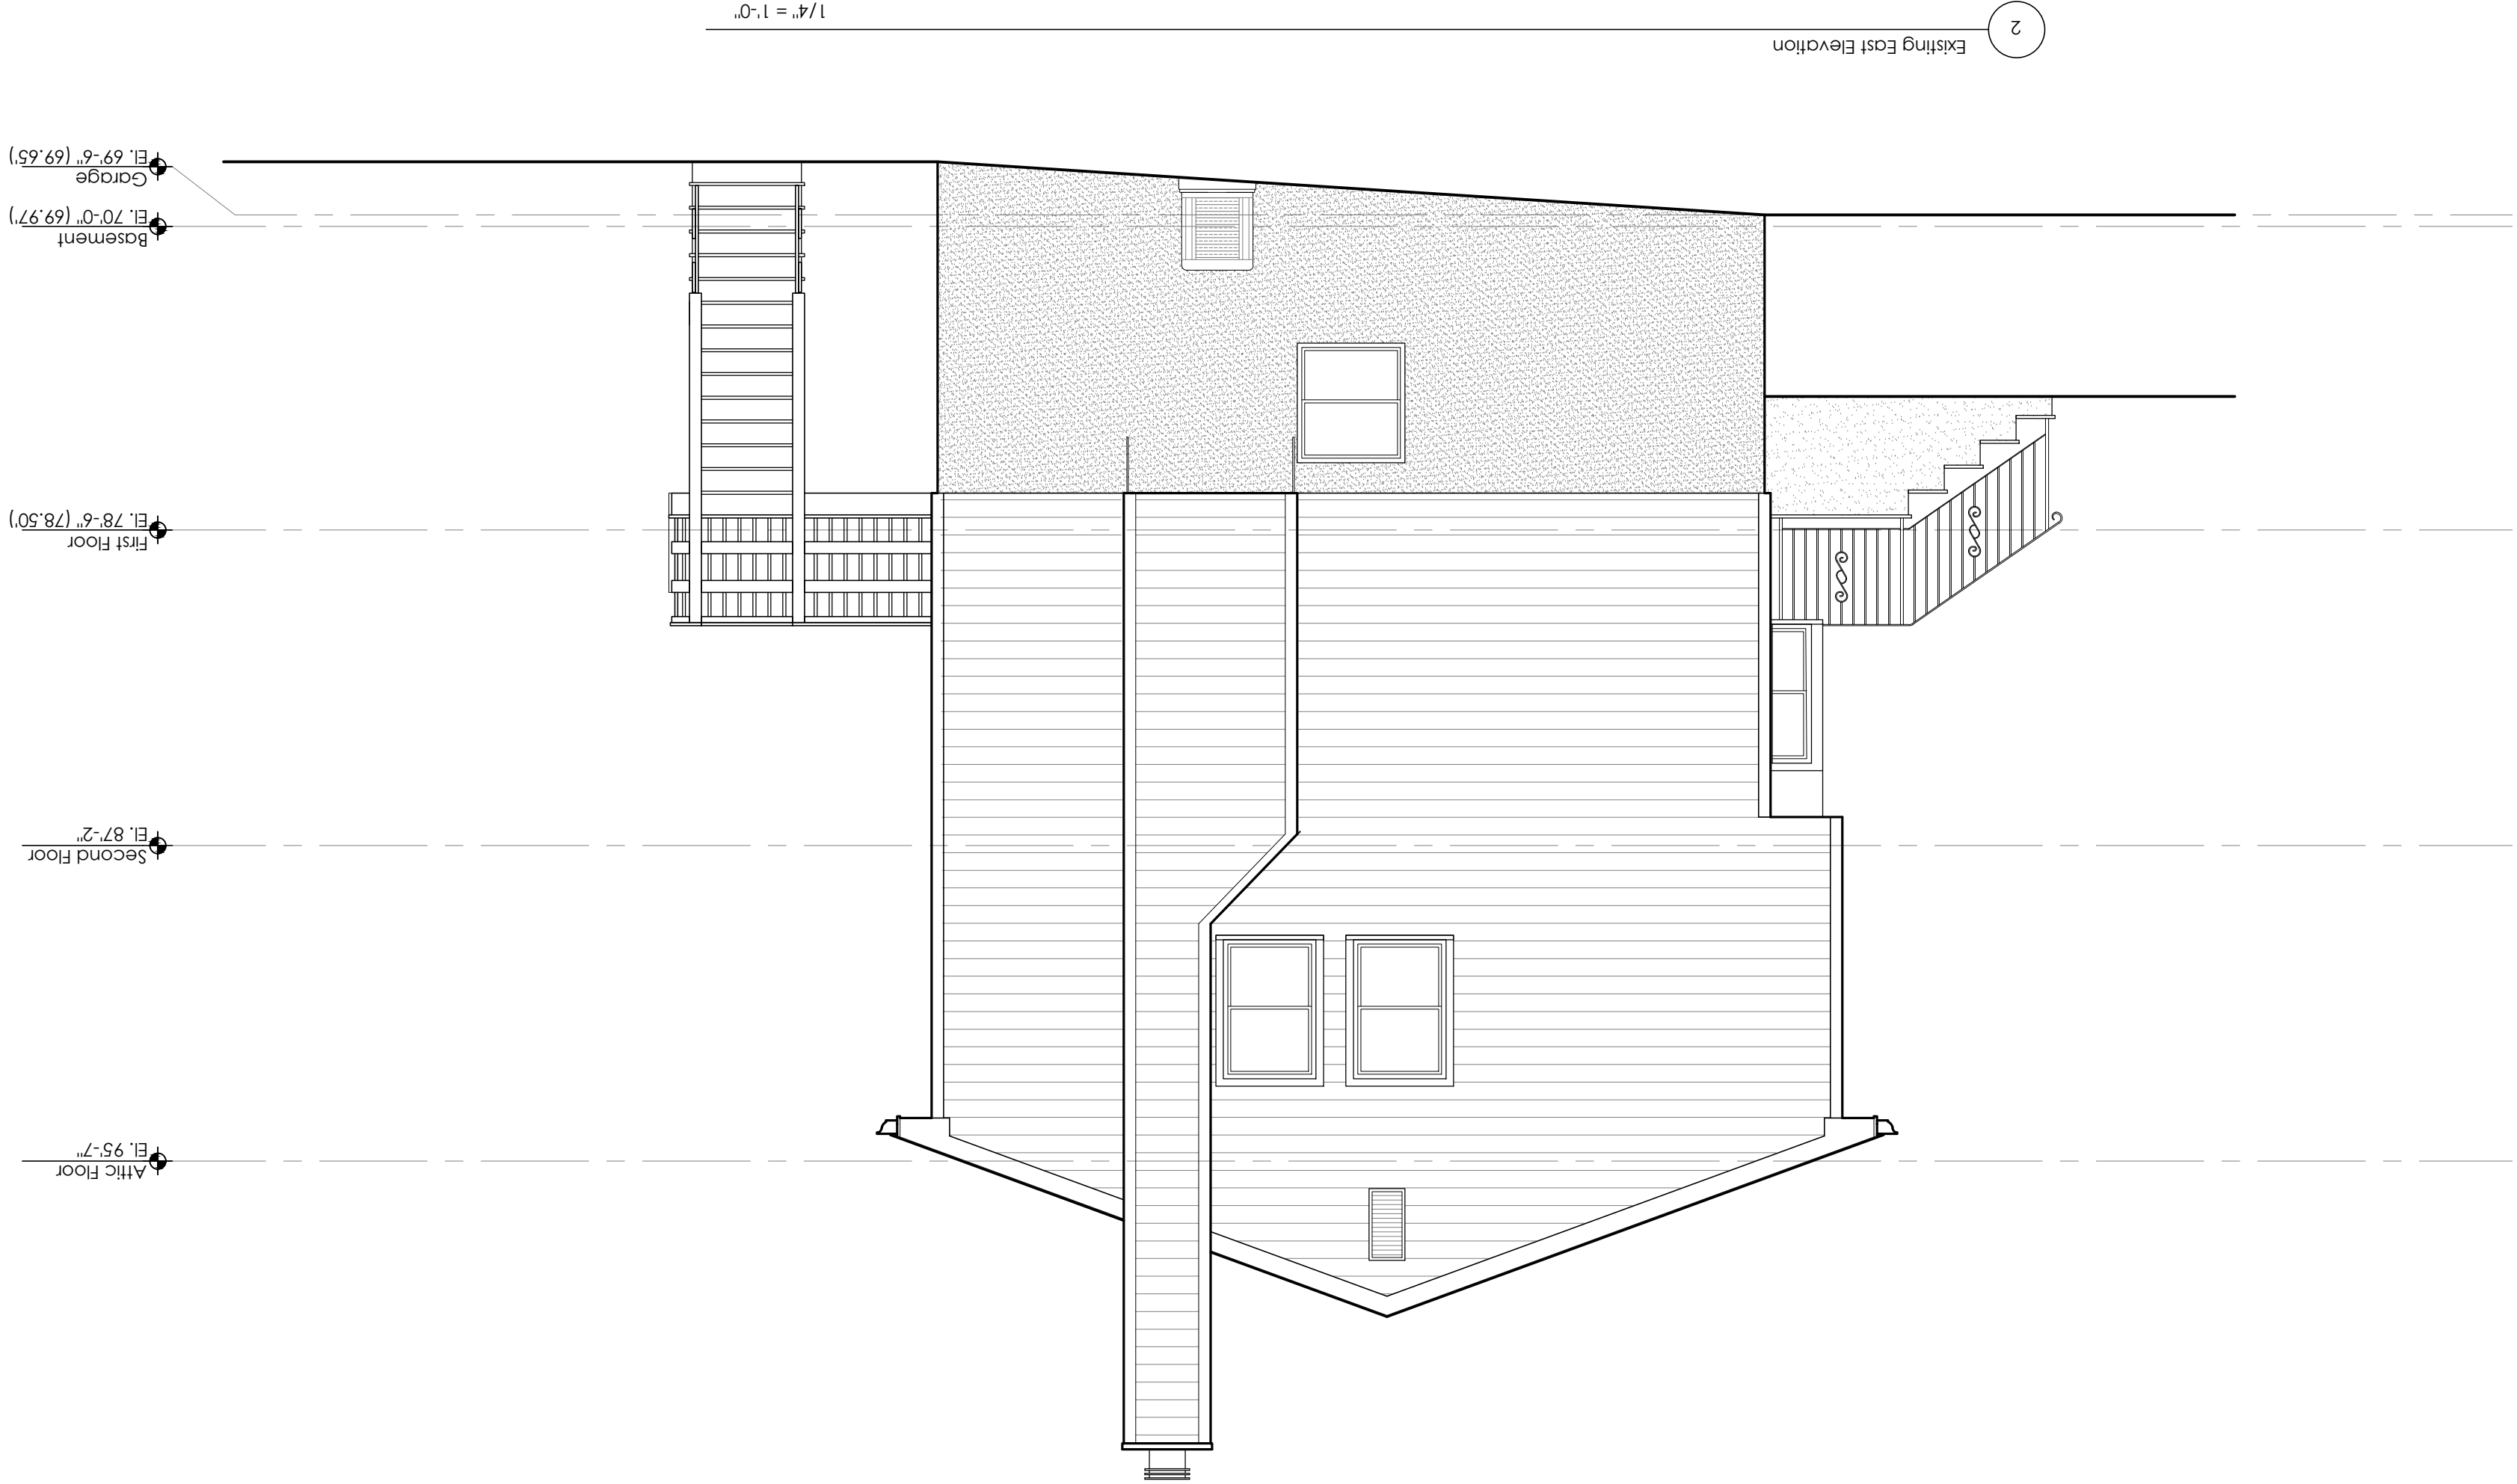 Attic Floor
El. 95'-7"
Second Floor
El. 87'-2"
First Floor
El. 78'-6" (78.50')
Basement
El. 70'-0" (69.97')
Garage
El. 69'-6" (69.65')
2
Existing East Elevation
1/4" = 1'-0"